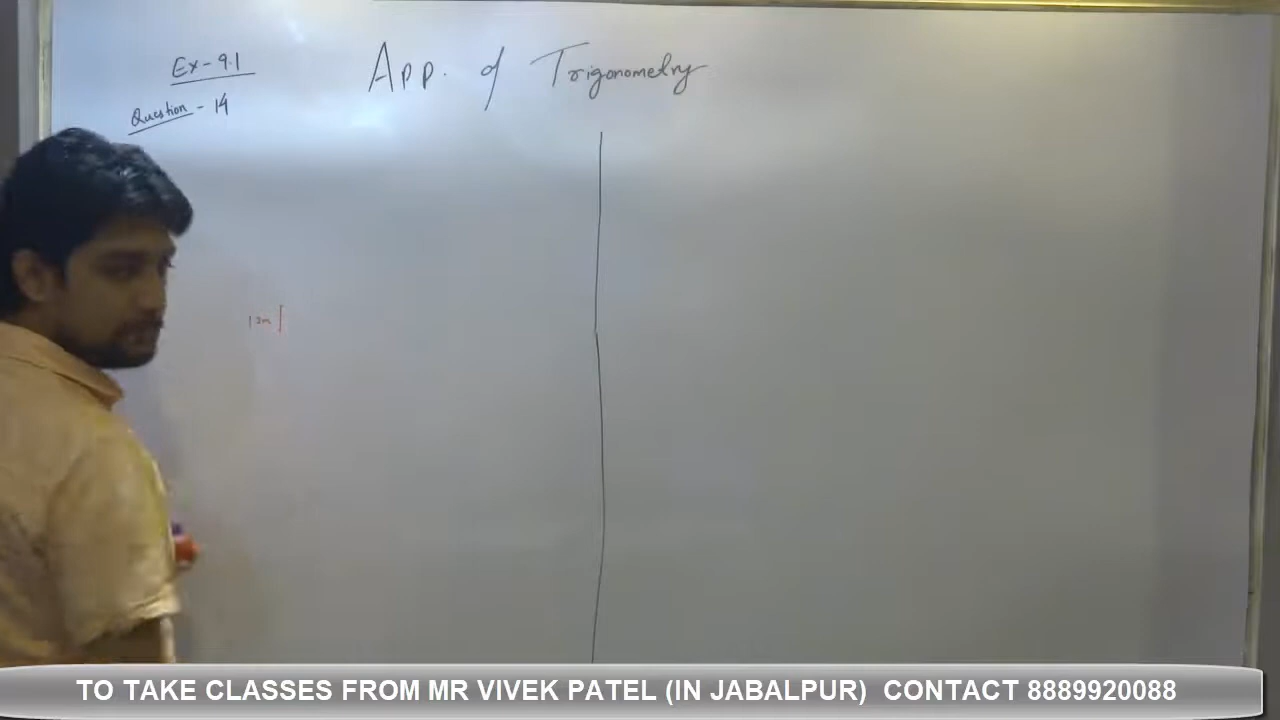 Ex-9.1
App. of Trigonometry
Question - 14
TO TAKE CLASSES FROM MR VIVEK PATEL (IN JABALPUR) CONTACT 8889920088